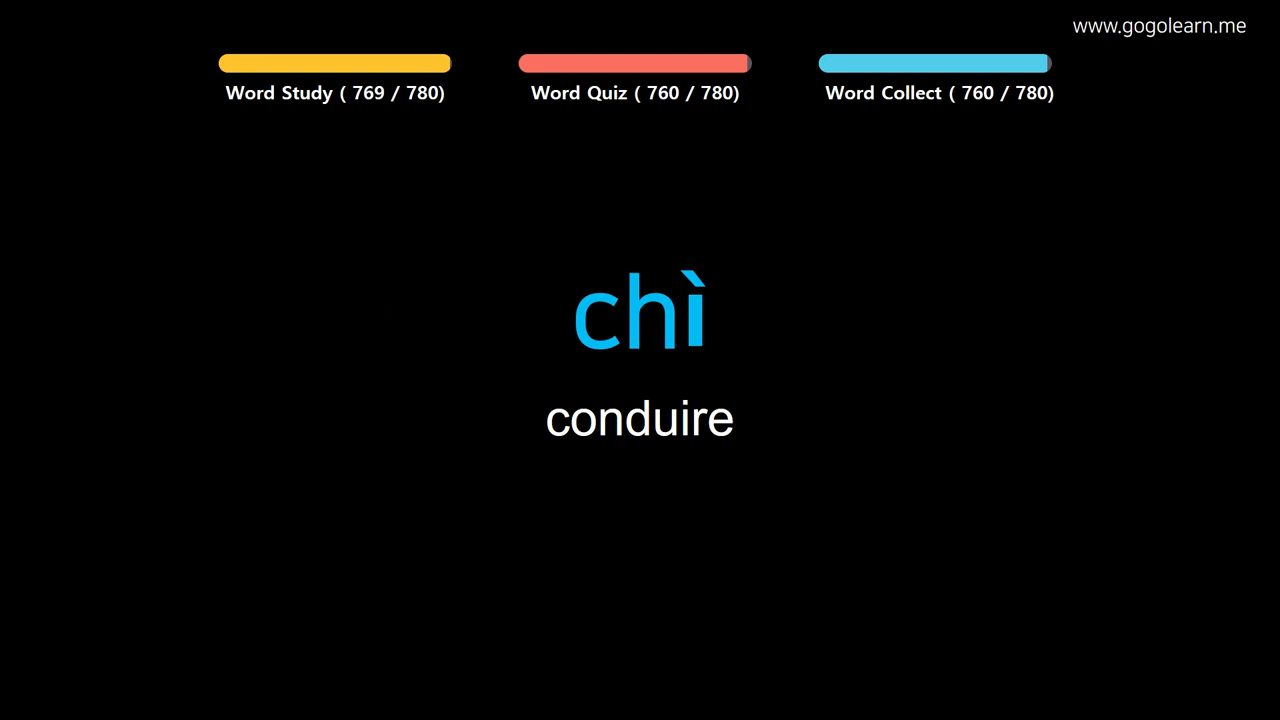 www.gogolearn.me
Word Study ( 769 / 780)
Word Quiz ( 760 / 780)
Word Collect ( 760 / 780)
chì
conduire